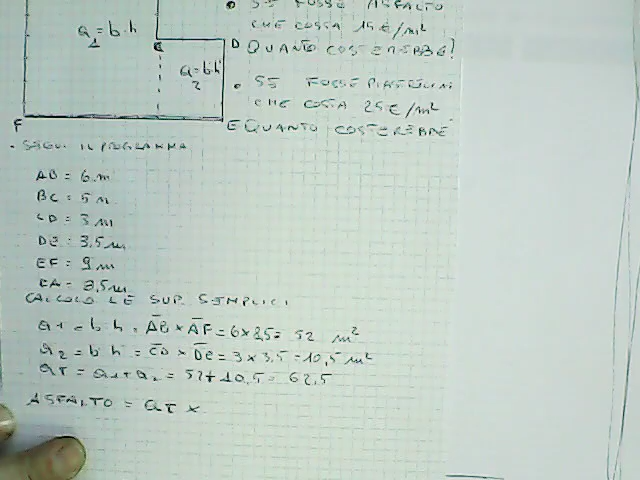 SE FOSSE ASFALTO
CHE COSTA 15 €/m²
QUANTO COSTEREBBE?
• SE FOSSE PIASTRELLE
CHE COSTA 25 €/m²
QUANTO COSTEREBBE
a1 = b·h
C
D
a2 = b·h
F
E
• SEGUI IL PROGRAMMA
AB = 6 m
BC = 5 m
CD = 3 m
DE = 3,5 m
EF = 9 m
FA = 8,5 m
CALCOLO LE SUP. SEMPLICI
a1 = b·h = AB × AF = 6 × 8,5 = 52 m²
a2 = b·h = CD × DE = 3 × 3,5 = 10,5 m²
aT = a1 + a2 = 52 + 10,5 = 62,5
ASFALTO = aT ×